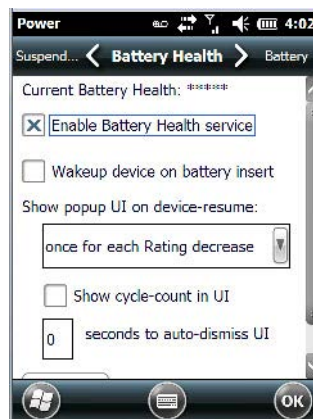 Power 4:02
Suspend... Battery Health Battery
Current Battery Health: *****
Enable Battery Health service
Wakeup device on battery insert
Show popup UI on device-resume:
once for each Rating decrease
Show cycle-count in UI
0 seconds to auto-dismiss UI
OK